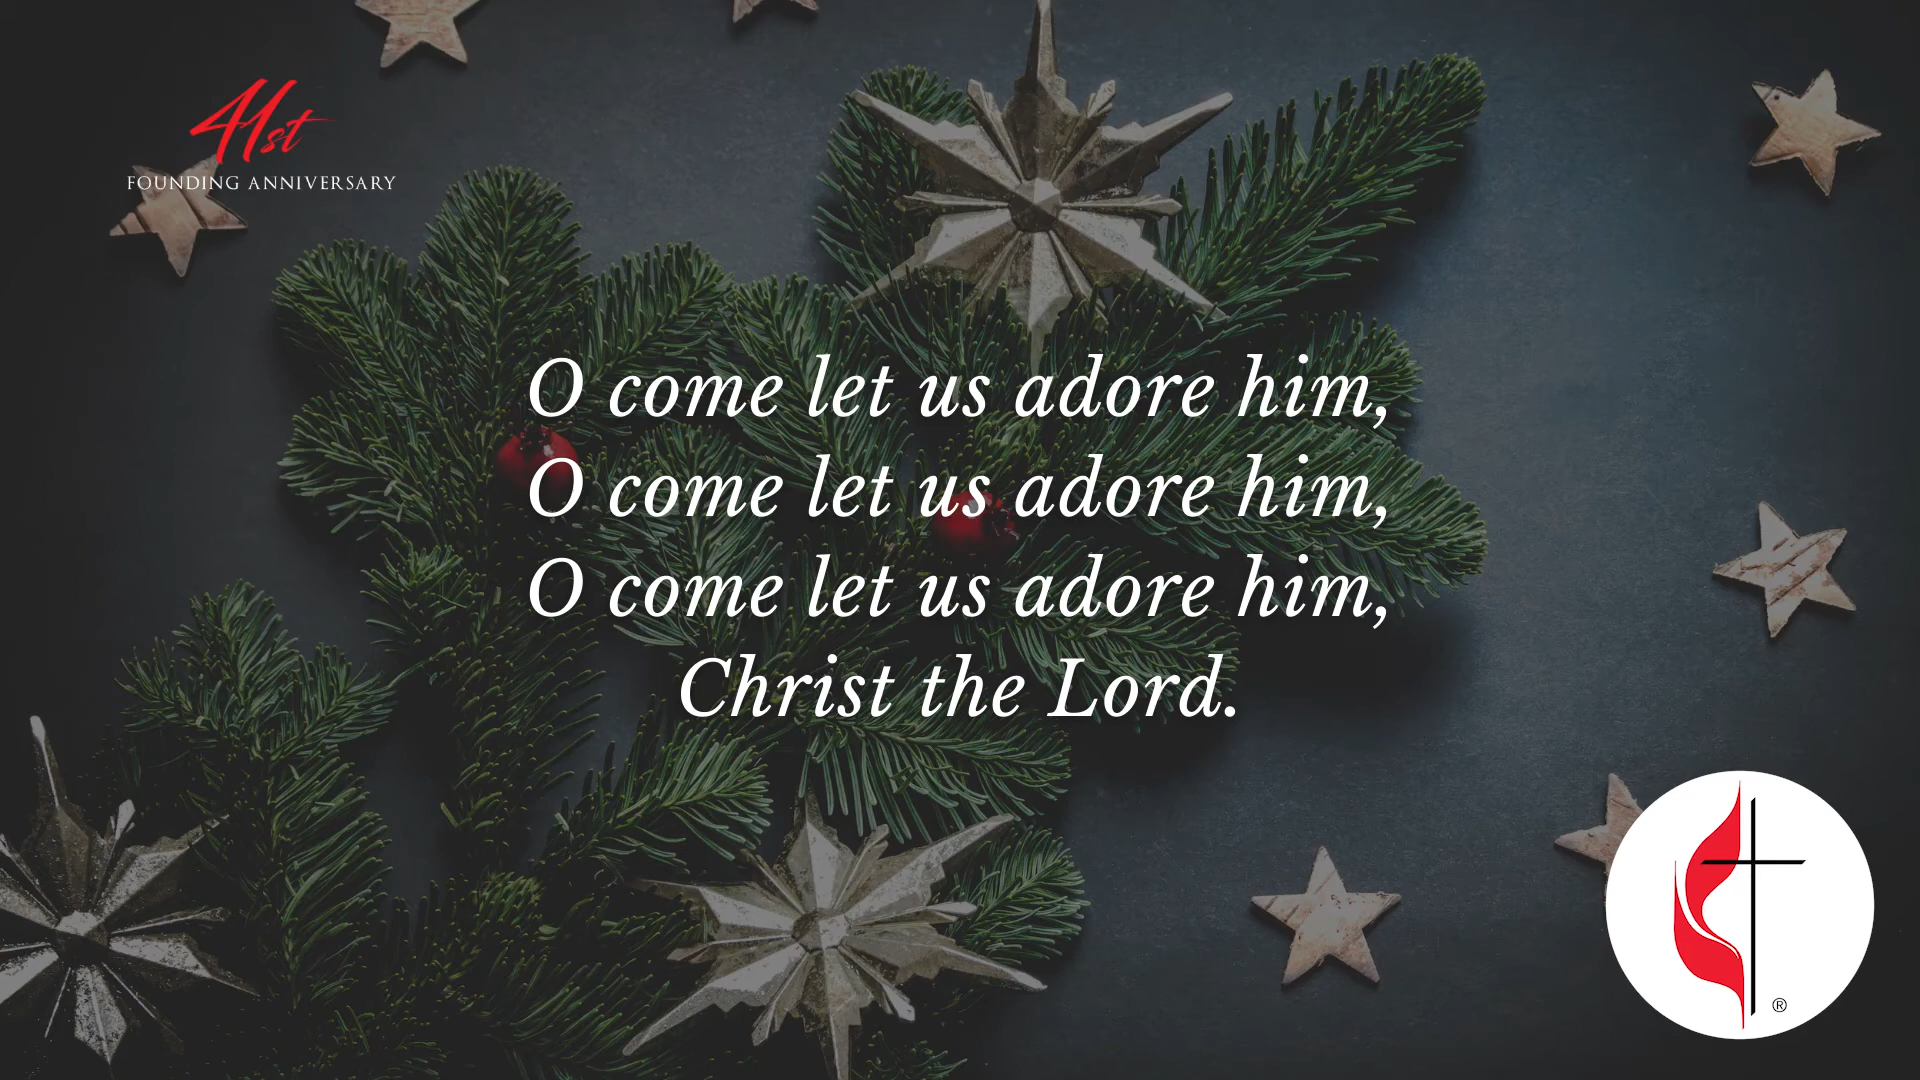 41st
FOUNDING ANNIVERSARY
O come let us adore him,
O come let us adore him,
O come let us adore him,
Christ the Lord.
®